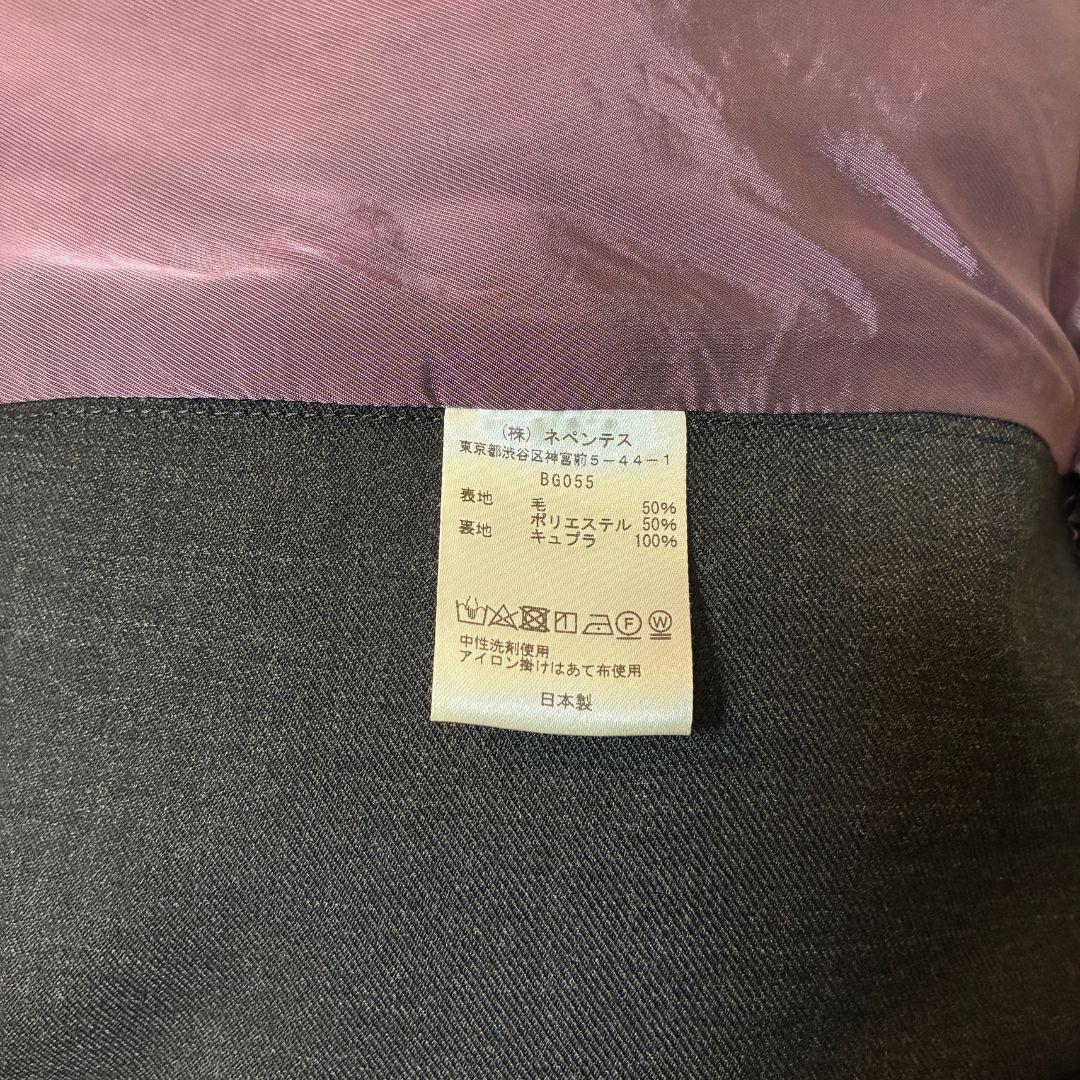 (株) ネペンテス
東京都渋谷区神宮前5-44-1
BG055
表地 毛 50%
ポリエステル 50%
裏地 キュプラ 100%
F W
中性洗剤使用
アイロン掛けはあて布使用
日本製